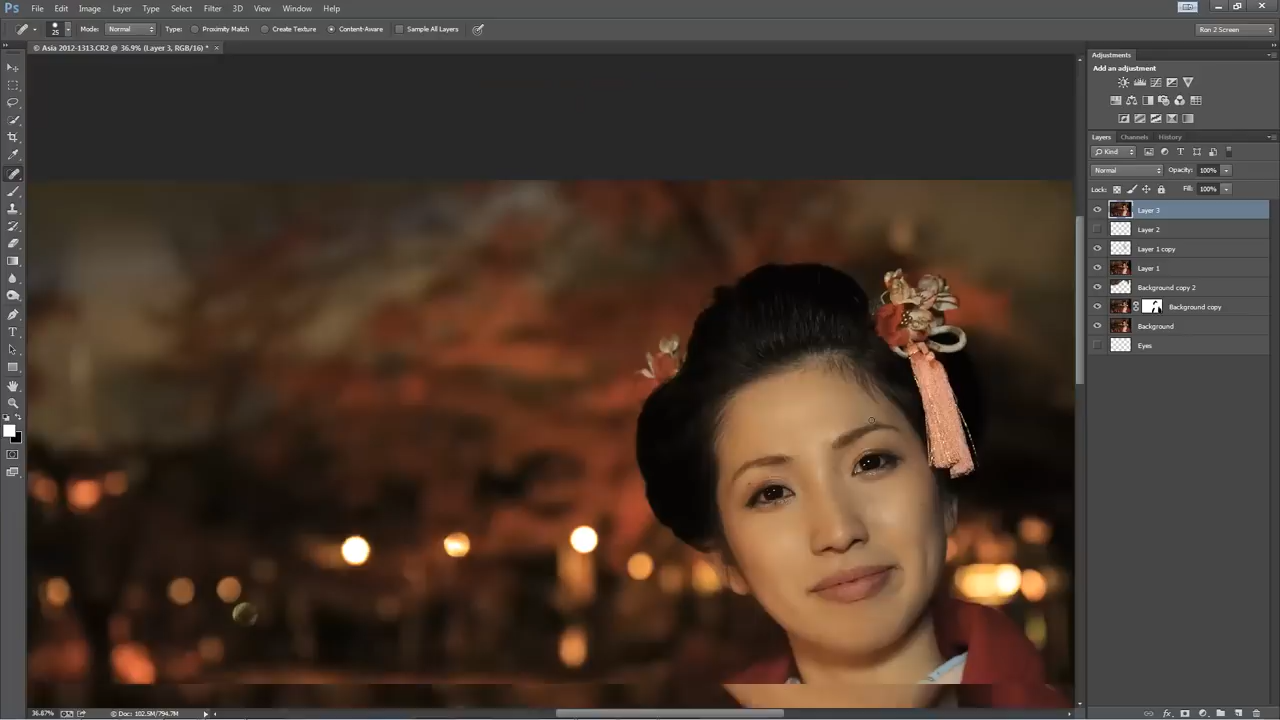 Ps File Edit Image Layer Type Select Filter 3D View Window Help
25 Mode: Normal Type: Proximity Match Create Texture Content-Aware Sample All Layers Ron 2 Screen
© Asia 2012-1313.CR2 @ 36.9% (Layer 3, RGB/16) * ×
Adjustments
Add an adjustment
Layers Channels History
Kind T
Normal Opacity: 100%
Lock: Fill: 100%
Layer 3
Layer 2
Layer 1 copy
Layer 1
Background copy 2
Background copy
Background
Eyes
36.87% Doc: 102.5M/794.7M
fx